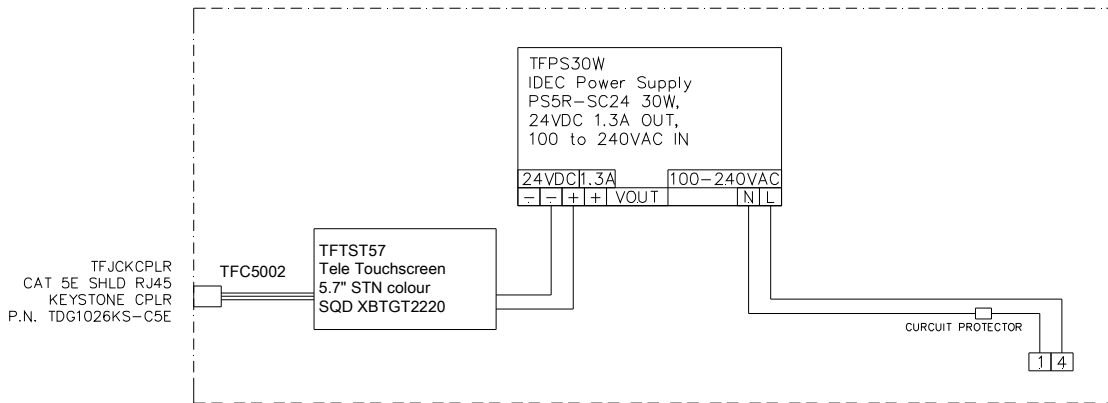 TFPS30W
IDEC Power Supply
PS5R-SC24 30W,
24VDC 1.3A OUT,
100 to 240VAC IN
24VDC 1.3A 100-240VAC
- - + + VOUT N L
TFJCKCPLR
CAT 5E SHLD RJ45
KEYSTONE CPLR
P.N. TDG1026KS-C5E
TFC5002
TFTST57
Tele Touchscreen
5.7" STN colour
SQD XBTGT2220
CURCUIT PROTECTOR
1 4